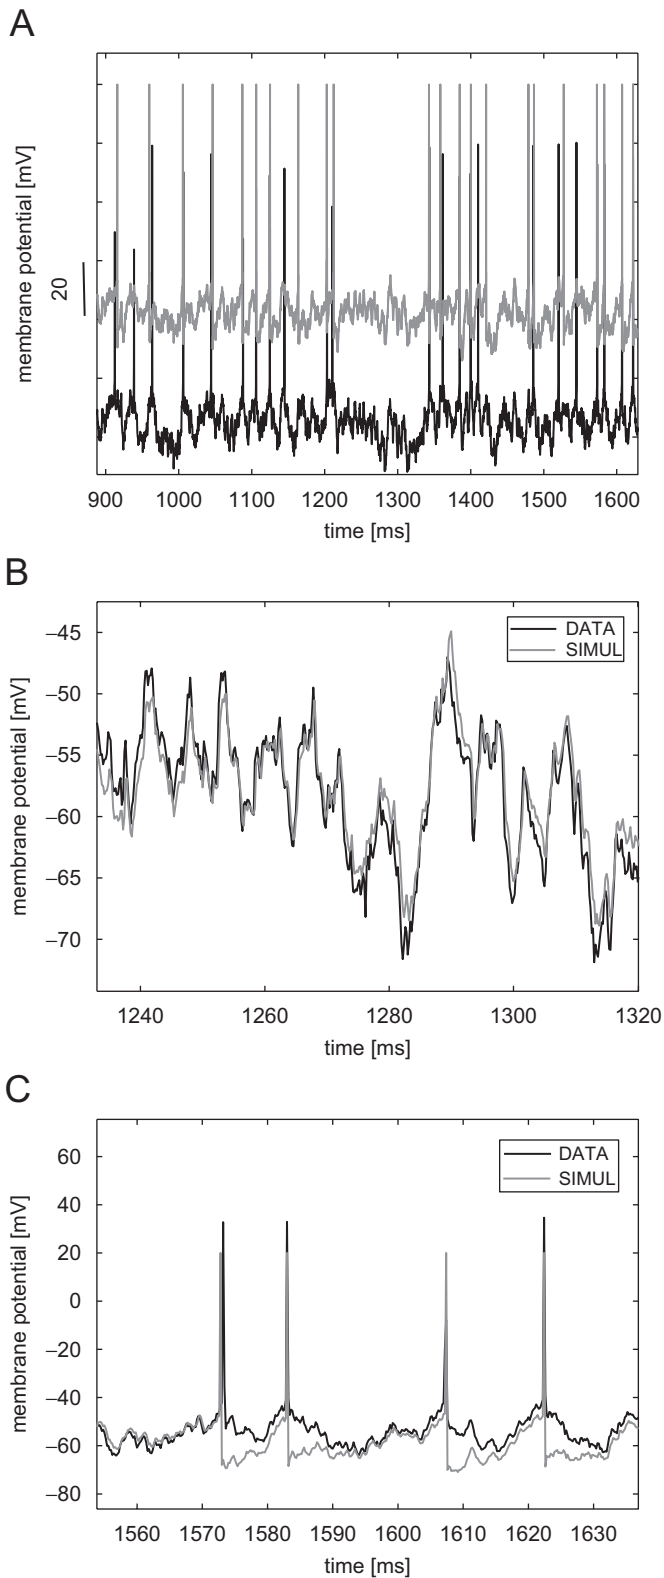 A
membrane potential [mV]
20
900 1000 1100 1200 1300 1400 1500 1600
time [ms]
B
membrane potential [mV]
−45
−50
−55
−60
−65
−70
DATA
SIMUL
1240 1260 1280 1300 1320
time [ms]
C
membrane potential [mV]
60
40
20
0
−20
−40
−60
−80
DATA
SIMUL
1560 1570 1580 1590 1600 1610 1620 1630
time [ms]